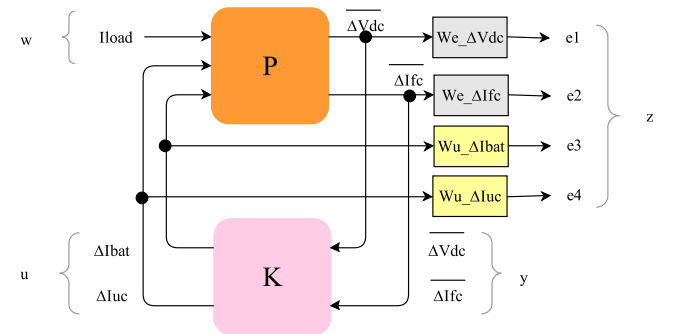 ΔVdc
w
Iload
P
We_ΔVdc
e1
ΔIfc
We_ΔIfc
e2
z
Wu_ΔIbat
e3
Wu_ΔIuc
e4
u
ΔIbat
ΔIuc
K
ΔVdc
ΔIfc
y